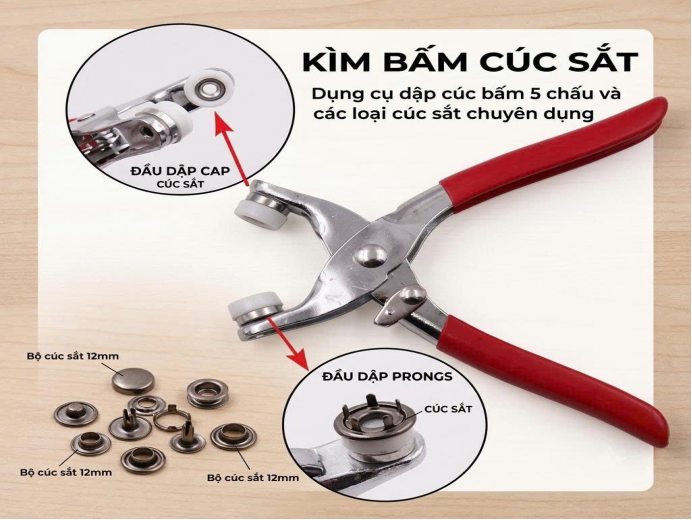 KÌM BẤM CÚC SẮT
Dụng cụ dập cúc bấm 5 chấu và
các loại cúc sắt chuyên dụng
ĐẦU DẬP CAP
CÚC SẮT
ĐẦU DẬP PRONGS
CÚC SẮT
Bộ cúc sắt 12mm
Bộ cúc sắt 12mm
Bộ cúc sắt 12mm